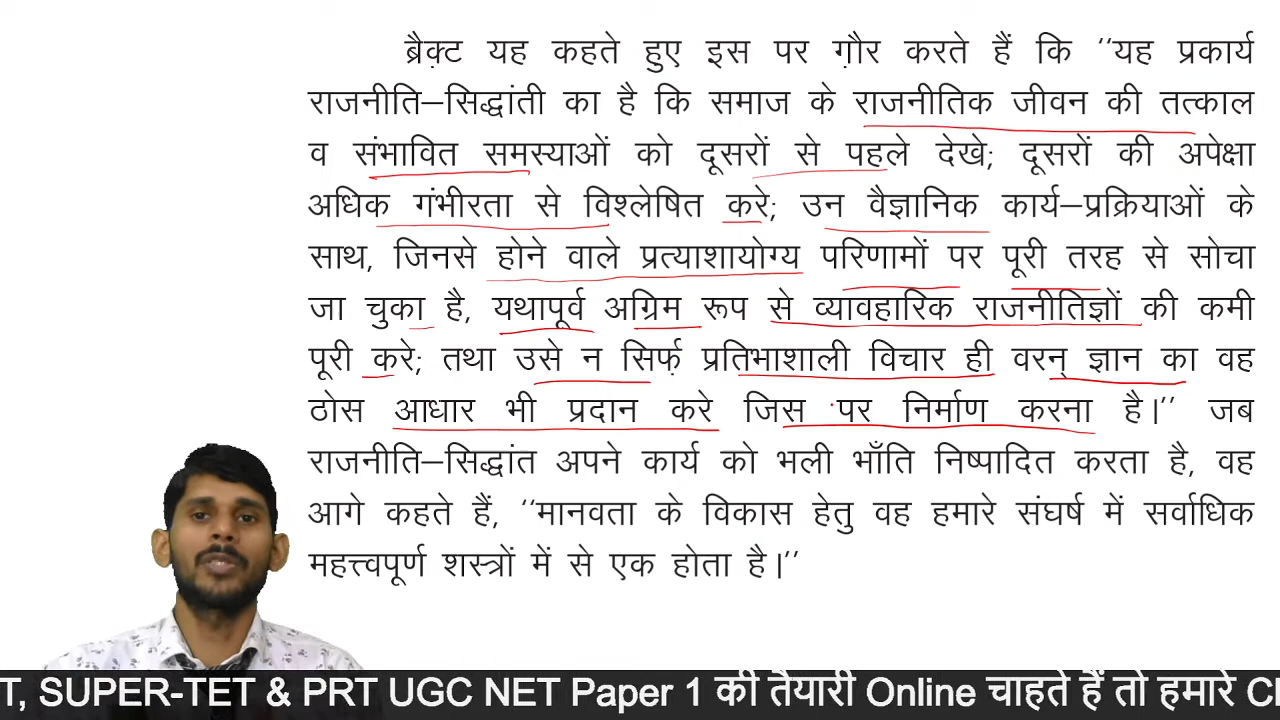 ब्रैक़्ट यह कहते हुए इस पर ग़ौर करते हैं कि ‘‘यह प्रकार्य
राजनीति–सिद्धांती का है कि समाज के राजनीतिक जीवन की तत्काल
व संभावित समस्याओं को दूसरों से पहले देखे; दूसरों की अपेक्षा
अधिक गंभीरता से विश्लेषित करे; उन वैज्ञानिक कार्य–प्रक्रियाओं के
साथ, जिनसे होने वाले प्रत्याशायोग्य परिणामों पर पूरी तरह से सोचा
जा चुका है, यथापूर्व अग्रिम रूप से व्यावहारिक राजनीतिज्ञों की कमी
पूरी करे; तथा उसे न सिर्फ़ प्रतिभाशाली विचार ही वरन् ज्ञान का वह
ठोस आधार भी प्रदान करे जिस पर निर्माण करना है।’’ जब
राजनीति–सिद्धांत अपने कार्य को भली भाँति निष्पादित करता है, वह
आगे कहते हैं, ‘‘मानवता के विकास हेतु वह हमारे संघर्ष में सर्वाधिक
महत्त्वपूर्ण शस्त्रों में से एक होता है।’’
T, SUPER-TET & PRT UGC NET Paper 1 की तैयारी Online चाहते हैं तो हमारे